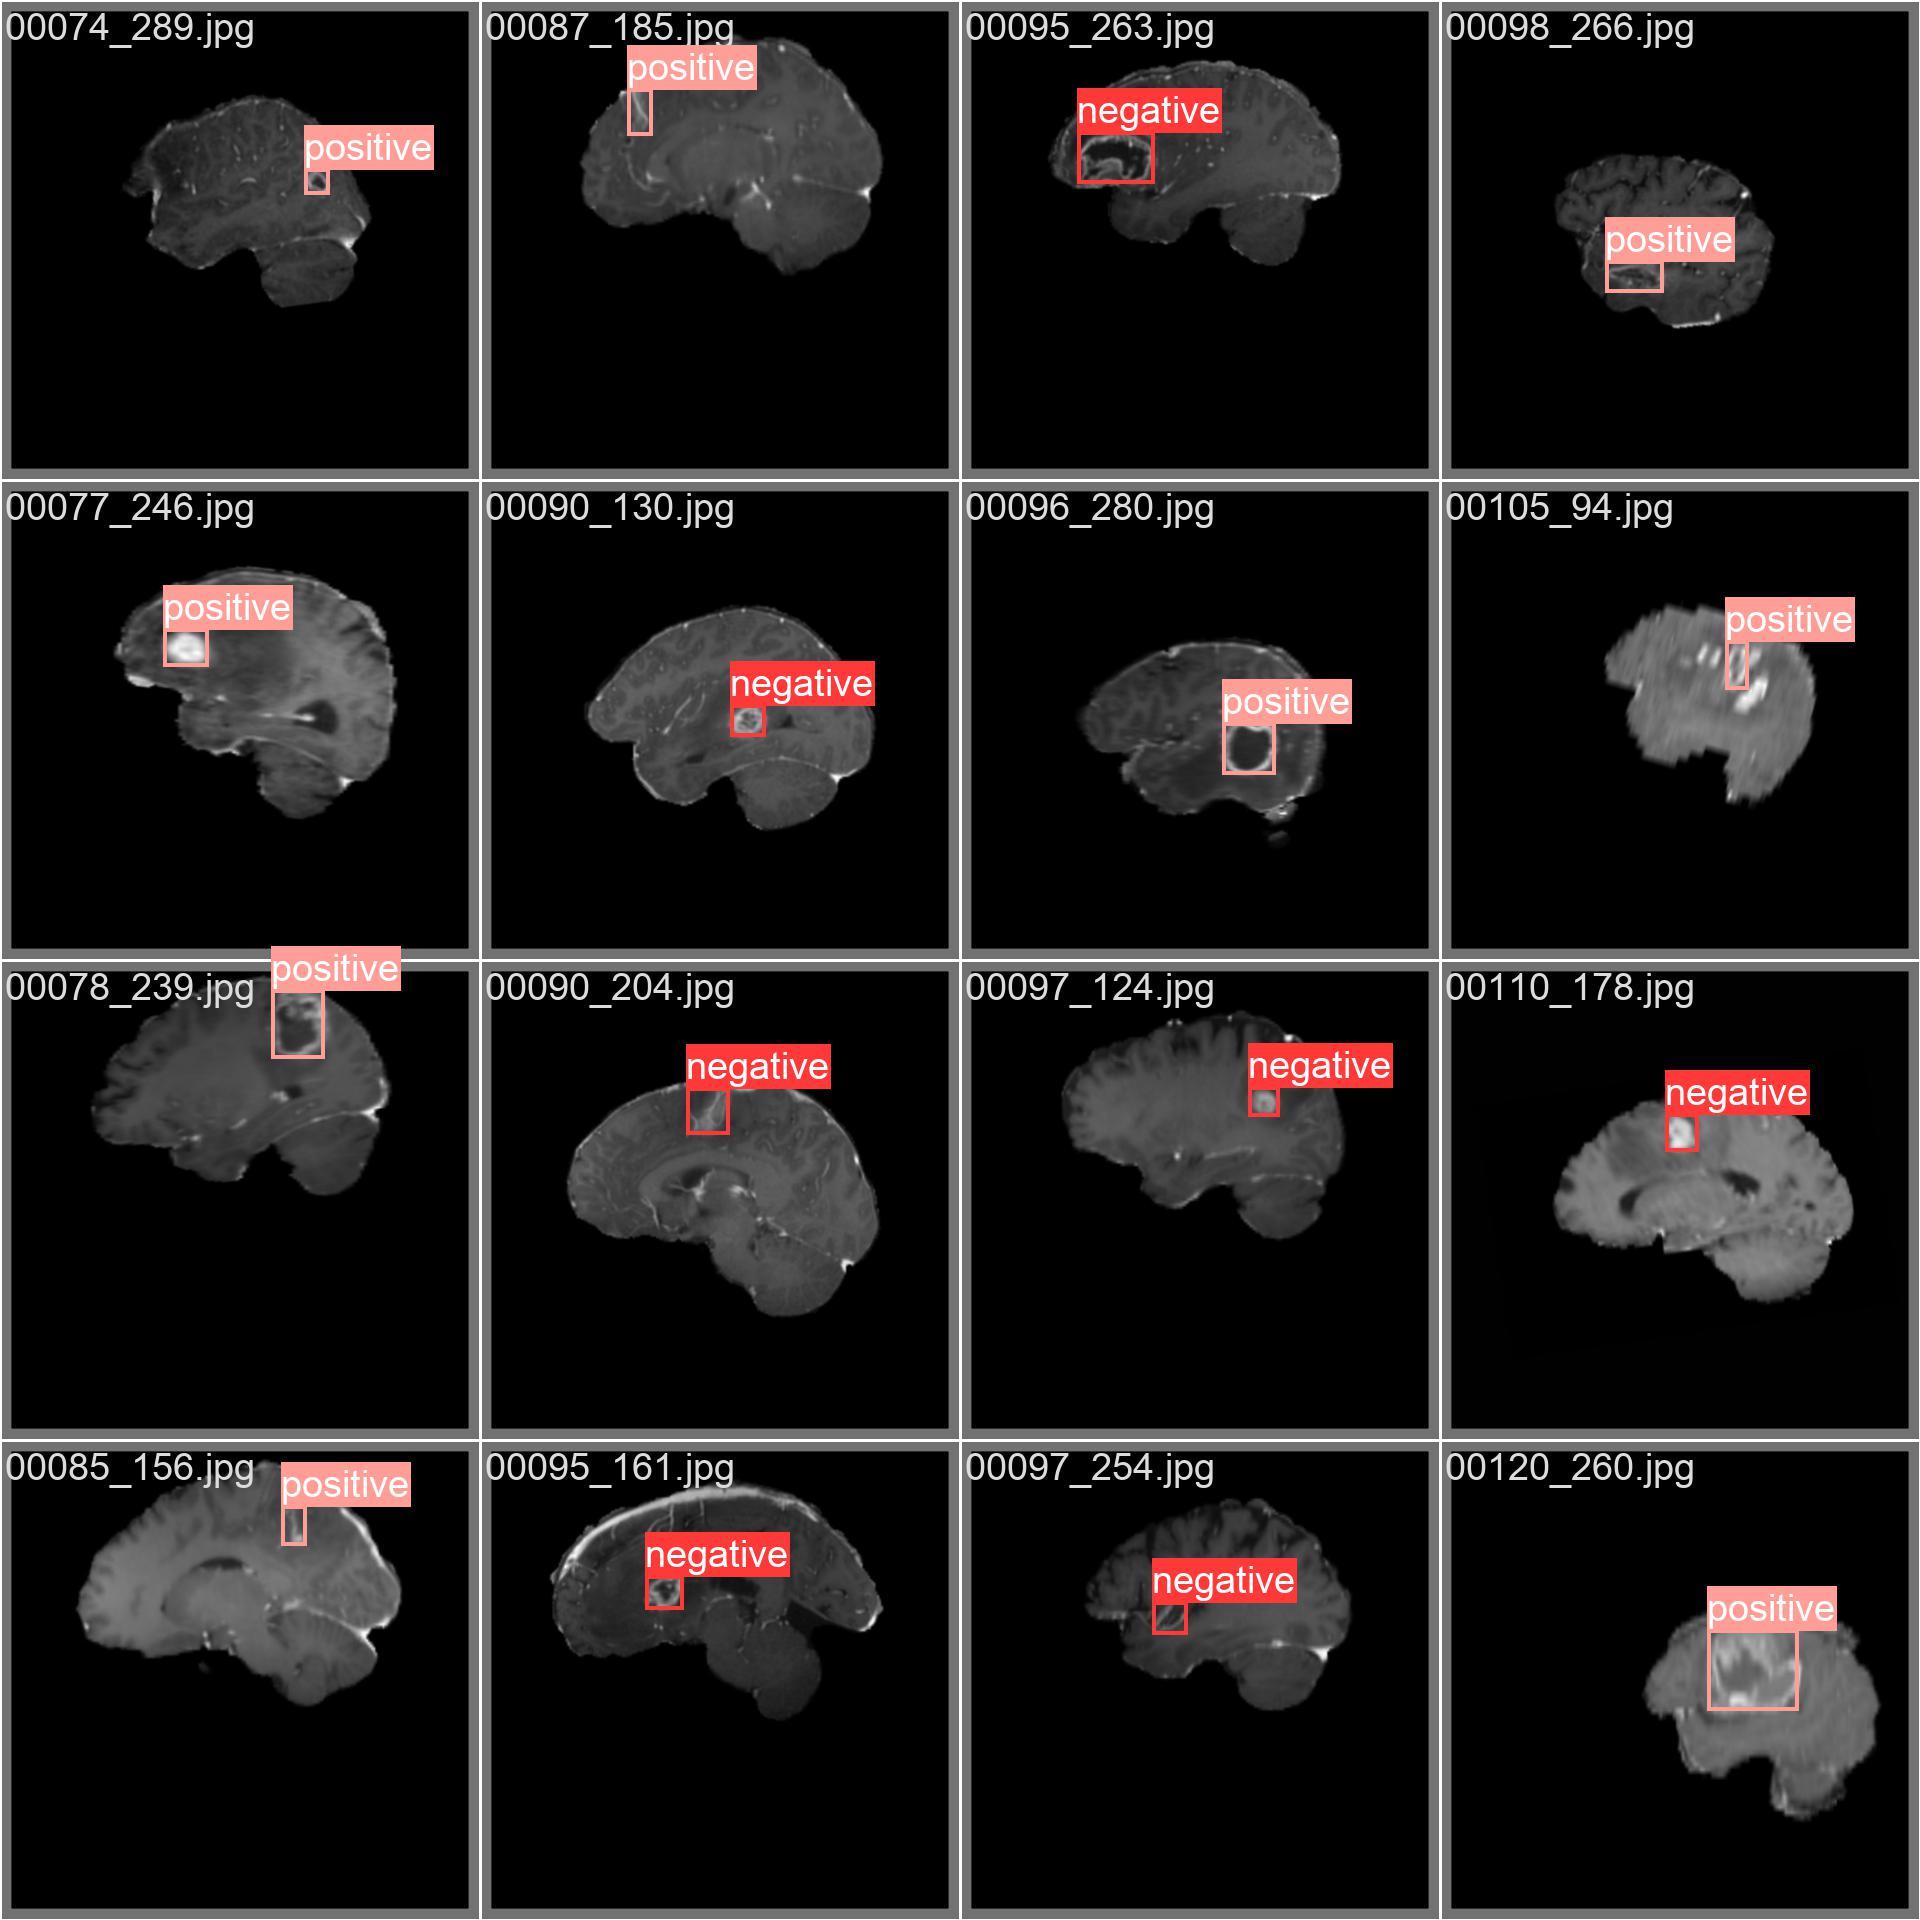 00074_289.jpg
positive
00087_185.jpg
positive
00095_263.jpg
negative
00098_266.jpg
positive
00077_246.jpg
positive
00090_130.jpg
negative
00096_280.jpg
positive
00105_94.jpg
positive
00078_239.jpg
positive
00090_204.jpg
negative
00097_124.jpg
negative
00110_178.jpg
negative
00085_156.jpg
positive
00095_161.jpg
negative
00097_254.jpg
negative
00120_260.jpg
positive